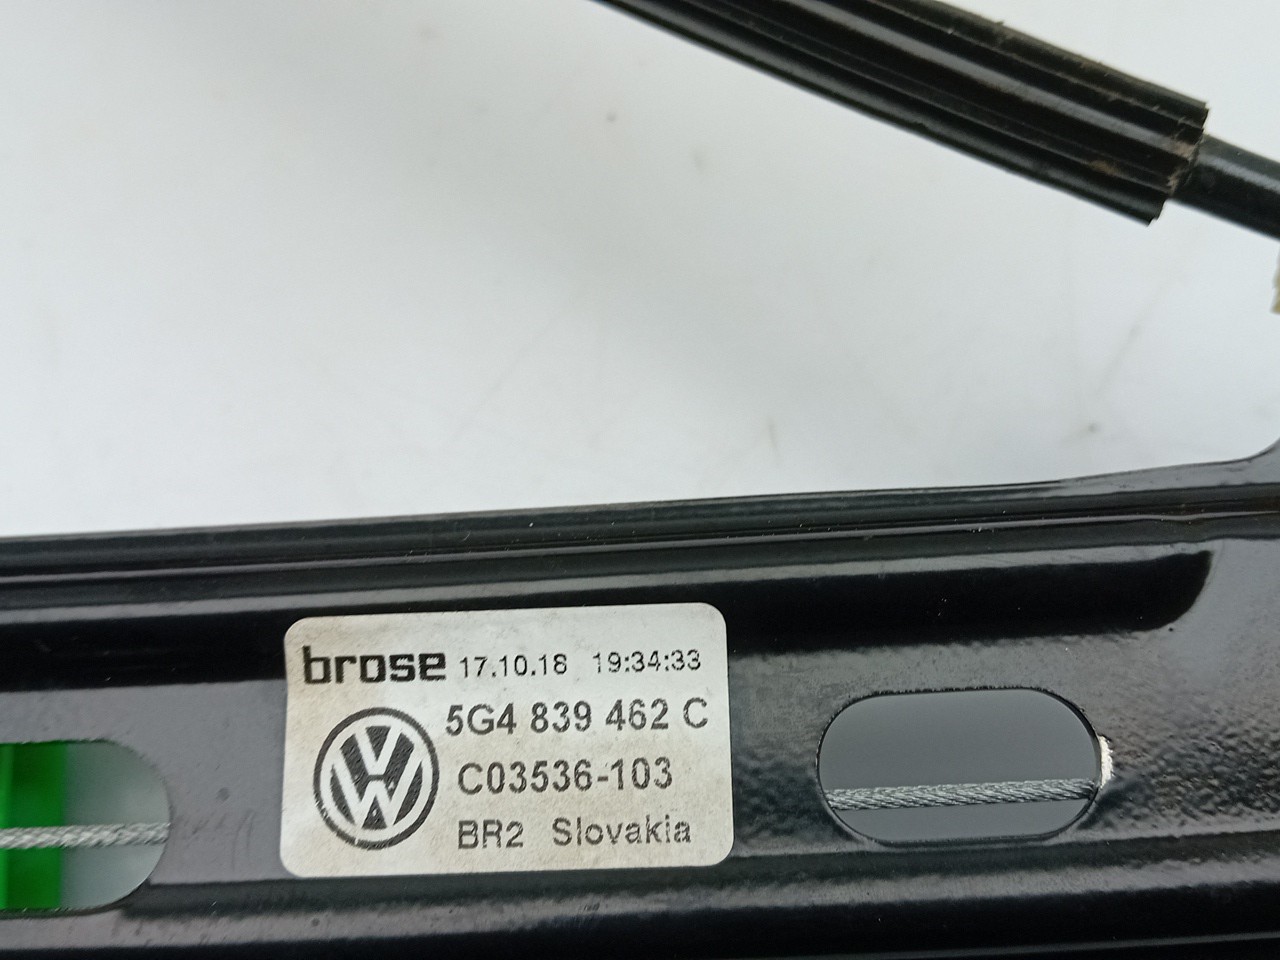 brose 17.10.18 19:34:33
5G4 839 462 C
C03536-103
BR2 Slovakia